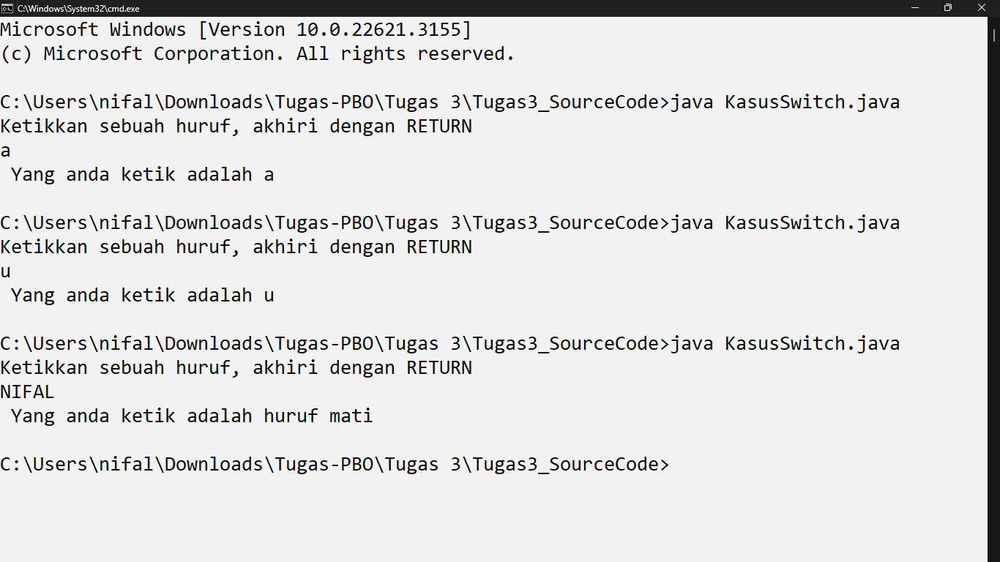 C:\Windows\System32\cmd.exe
Microsoft Windows [Version 10.0.22621.3155]
(c) Microsoft Corporation. All rights reserved.
C:\Users\nifal\Downloads\Tugas-PBO\Tugas 3\Tugas3_SourceCode>java KasusSwitch.java
Ketikkan sebuah huruf, akhiri dengan RETURN
a
Yang anda ketik adalah a
C:\Users\nifal\Downloads\Tugas-PBO\Tugas 3\Tugas3_SourceCode>java KasusSwitch.java
Ketikkan sebuah huruf, akhiri dengan RETURN
u
Yang anda ketik adalah u
C:\Users\nifal\Downloads\Tugas-PBO\Tugas 3\Tugas3_SourceCode>java KasusSwitch.java
Ketikkan sebuah huruf, akhiri dengan RETURN
NIFAL
Yang anda ketik adalah huruf mati
C:\Users\nifal\Downloads\Tugas-PBO\Tugas 3\Tugas3_SourceCode>